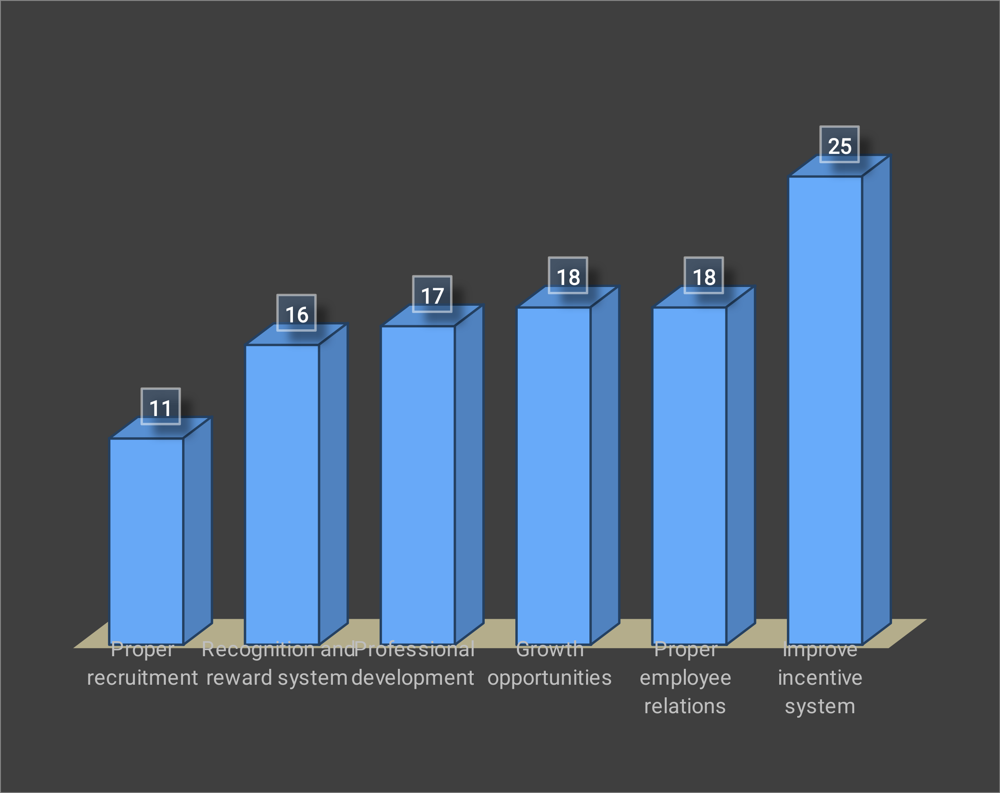 25
18
18
17
16
11
Proper
recruitment
Recognition and
reward system
Professional
development
Growth
opportunities
Proper
employee
relations
Improve
incentive
system